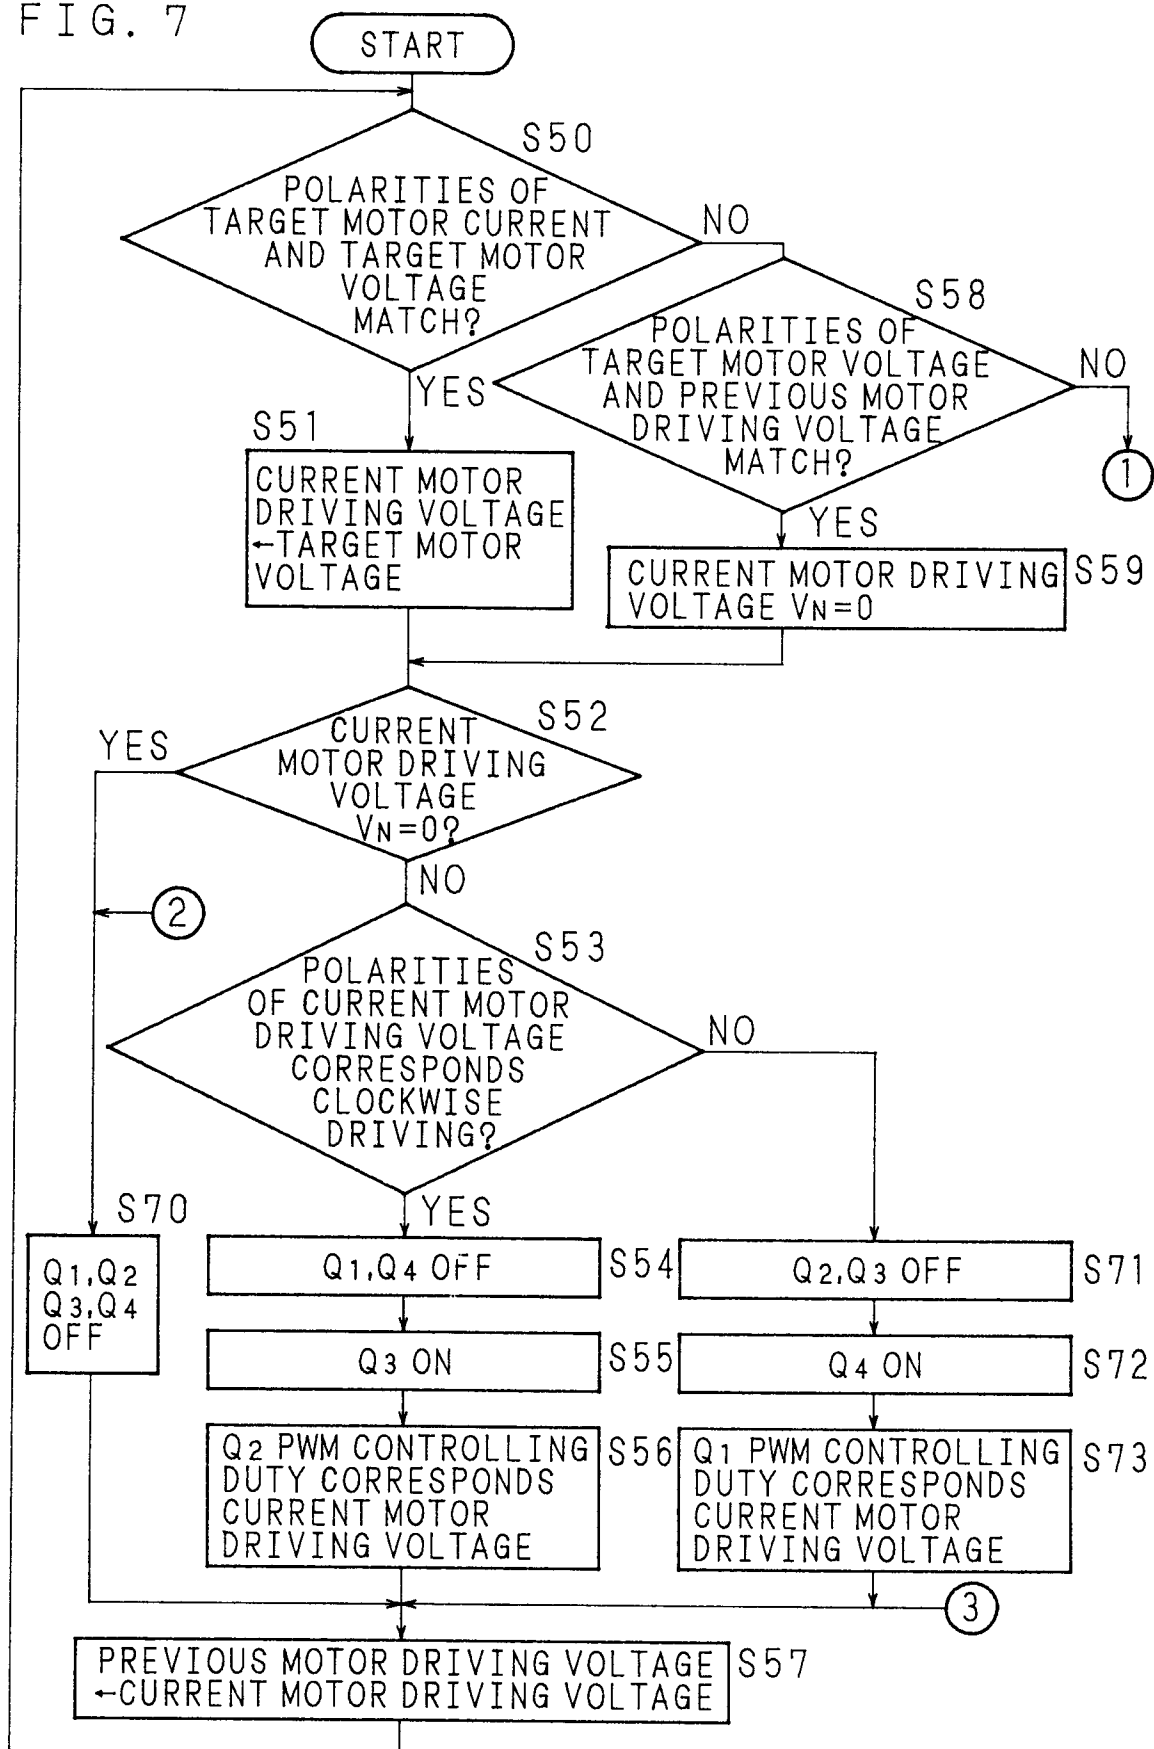 FIG. 7
START
S50
POLARITIES OF
TARGET MOTOR CURRENT
AND TARGET MOTOR
VOLTAGE
MATCH?
NO
YES
S58
POLARITIES OF
TARGET MOTOR VOLTAGE
AND PREVIOUS MOTOR
DRIVING VOLTAGE
MATCH?
NO
1
YES
S51
CURRENT MOTOR
DRIVING VOLTAGE
←TARGET MOTOR
VOLTAGE
CURRENT MOTOR DRIVING
VOLTAGE VN=0
S59
S52
CURRENT
MOTOR DRIVING
VOLTAGE
VN=0?
YES
NO
2
S53
POLARITIES
OF CURRENT MOTOR
DRIVING VOLTAGE
CORRESPONDS
CLOCKWISE
DRIVING?
NO
YES
S70
Q1,Q2
Q3,Q4
OFF
Q1,Q4 OFF
S54
Q2,Q3 OFF
S71
Q3 ON
S55
Q4 ON
S72
Q2 PWM CONTROLLING
DUTY CORRESPONDS
CURRENT MOTOR
DRIVING VOLTAGE
S56
Q1 PWM CONTROLLING
DUTY CORRESPONDS
CURRENT MOTOR
DRIVING VOLTAGE
S73
3
PREVIOUS MOTOR DRIVING VOLTAGE
←CURRENT MOTOR DRIVING VOLTAGE
S57